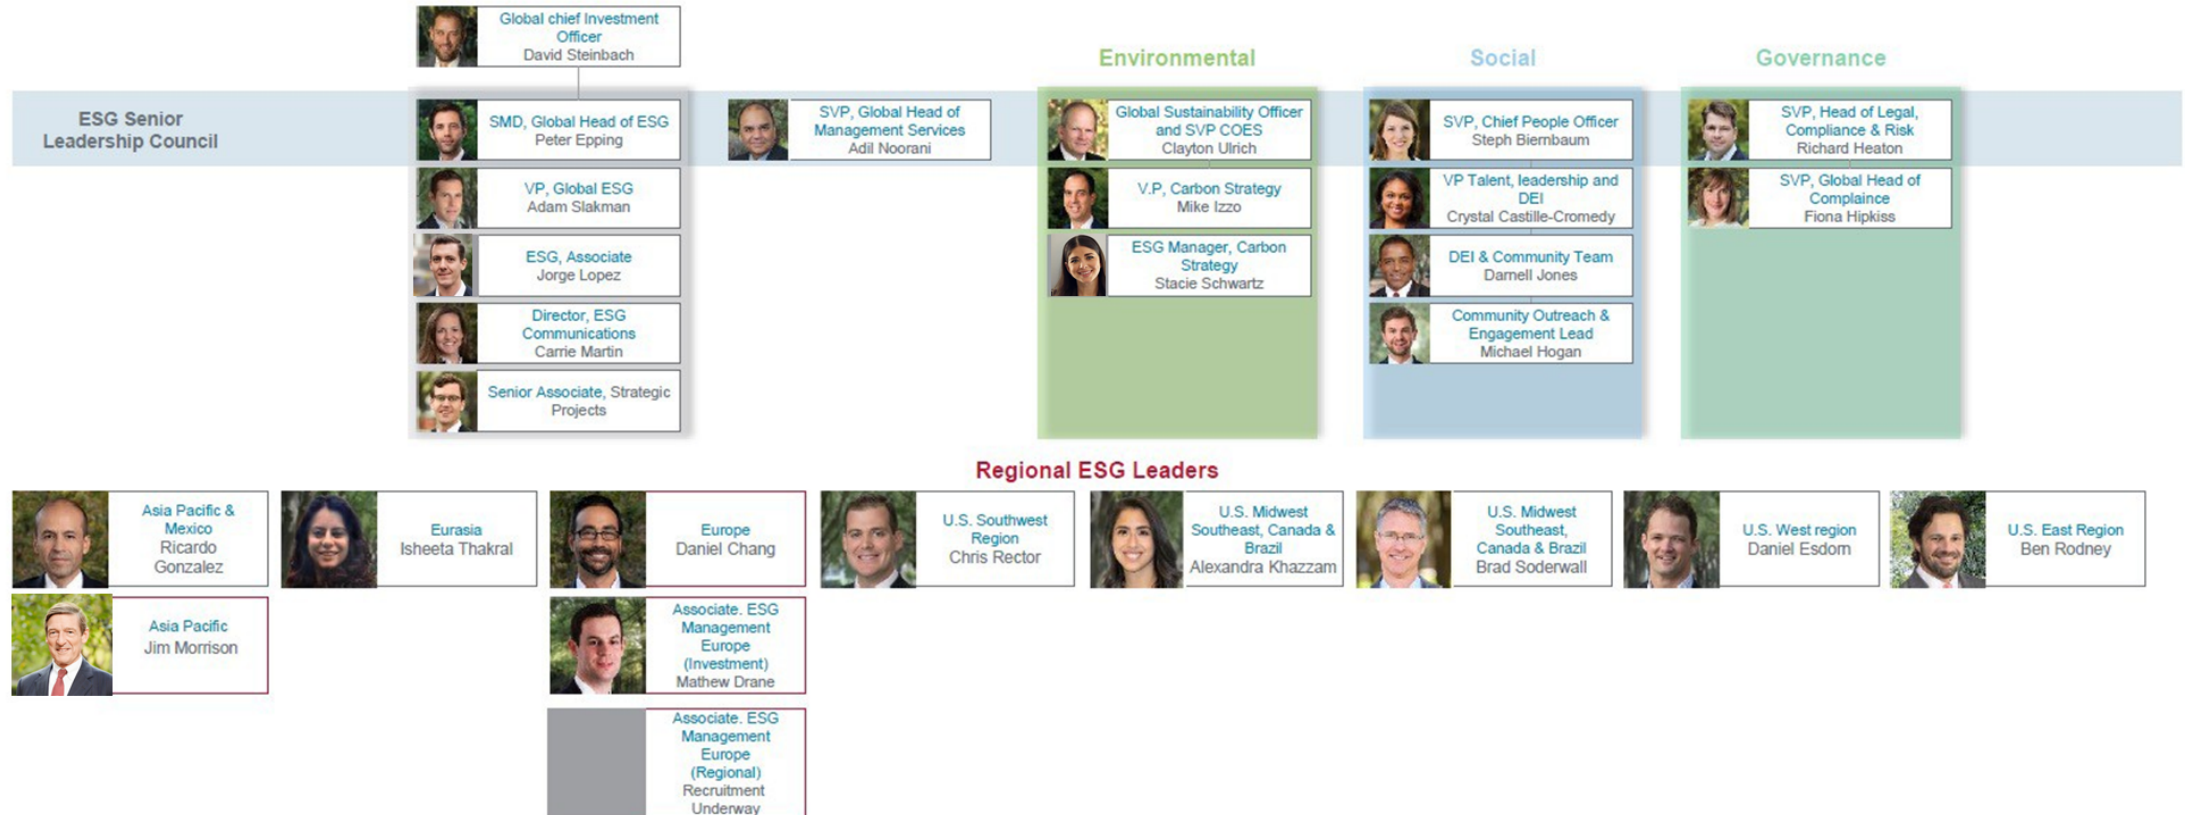 Global chief Investment
Officer
David Steinbach
Environmental
Social
Governance
ESG Senior
Leadership Council
SMD, Global Head of ESG
Peter Epping
SVP, Global Head of
Management Services
Adil Noorani
Global Sustainability Officer
and SVP COES
Clayton Ulrich
SVP, Chief People Officer
Steph Biernbaum
SVP, Head of Legal,
Compliance & Risk
Richard Heaton
VP, Global ESG
Adam Slakman
V.P, Carbon Strategy
Mike Izzo
VP Talent, leadership and
DEI
Crystal Castille-Cromedy
SVP, Global Head of
Complaince
Fiona Hipkiss
ESG, Associate
Jorge Lopez
ESG Manager, Carbon
Strategy
Stacie Schwartz
DEI & Community Team
Darnell Jones
Director, ESG
Communications
Carrie Martin
Community Outreach &
Engagement Lead
Michael Hogan
Senior Associate, Strategic
Projects
Regional ESG Leaders
Asia Pacific &
Mexico
Ricardo
Gonzalez
Eurasia
Isheeta Thakral
Europe
Daniel Chang
U.S. Southwest
Region
Chris Rector
U.S. Midwest
Southeast, Canada &
Brazil
Alexandra Khazzam
U.S. Midwest
Southeast,
Canada & Brazil
Brad Soderwall
U.S. West region
Daniel Esdorn
U.S. East Region
Ben Rodney
Asia Pacific
Jim Morrison
Associate. ESG
Management
Europe
(Investment)
Mathew Drane
Associate. ESG
Management
Europe
(Regional)
Recruitment
Underway